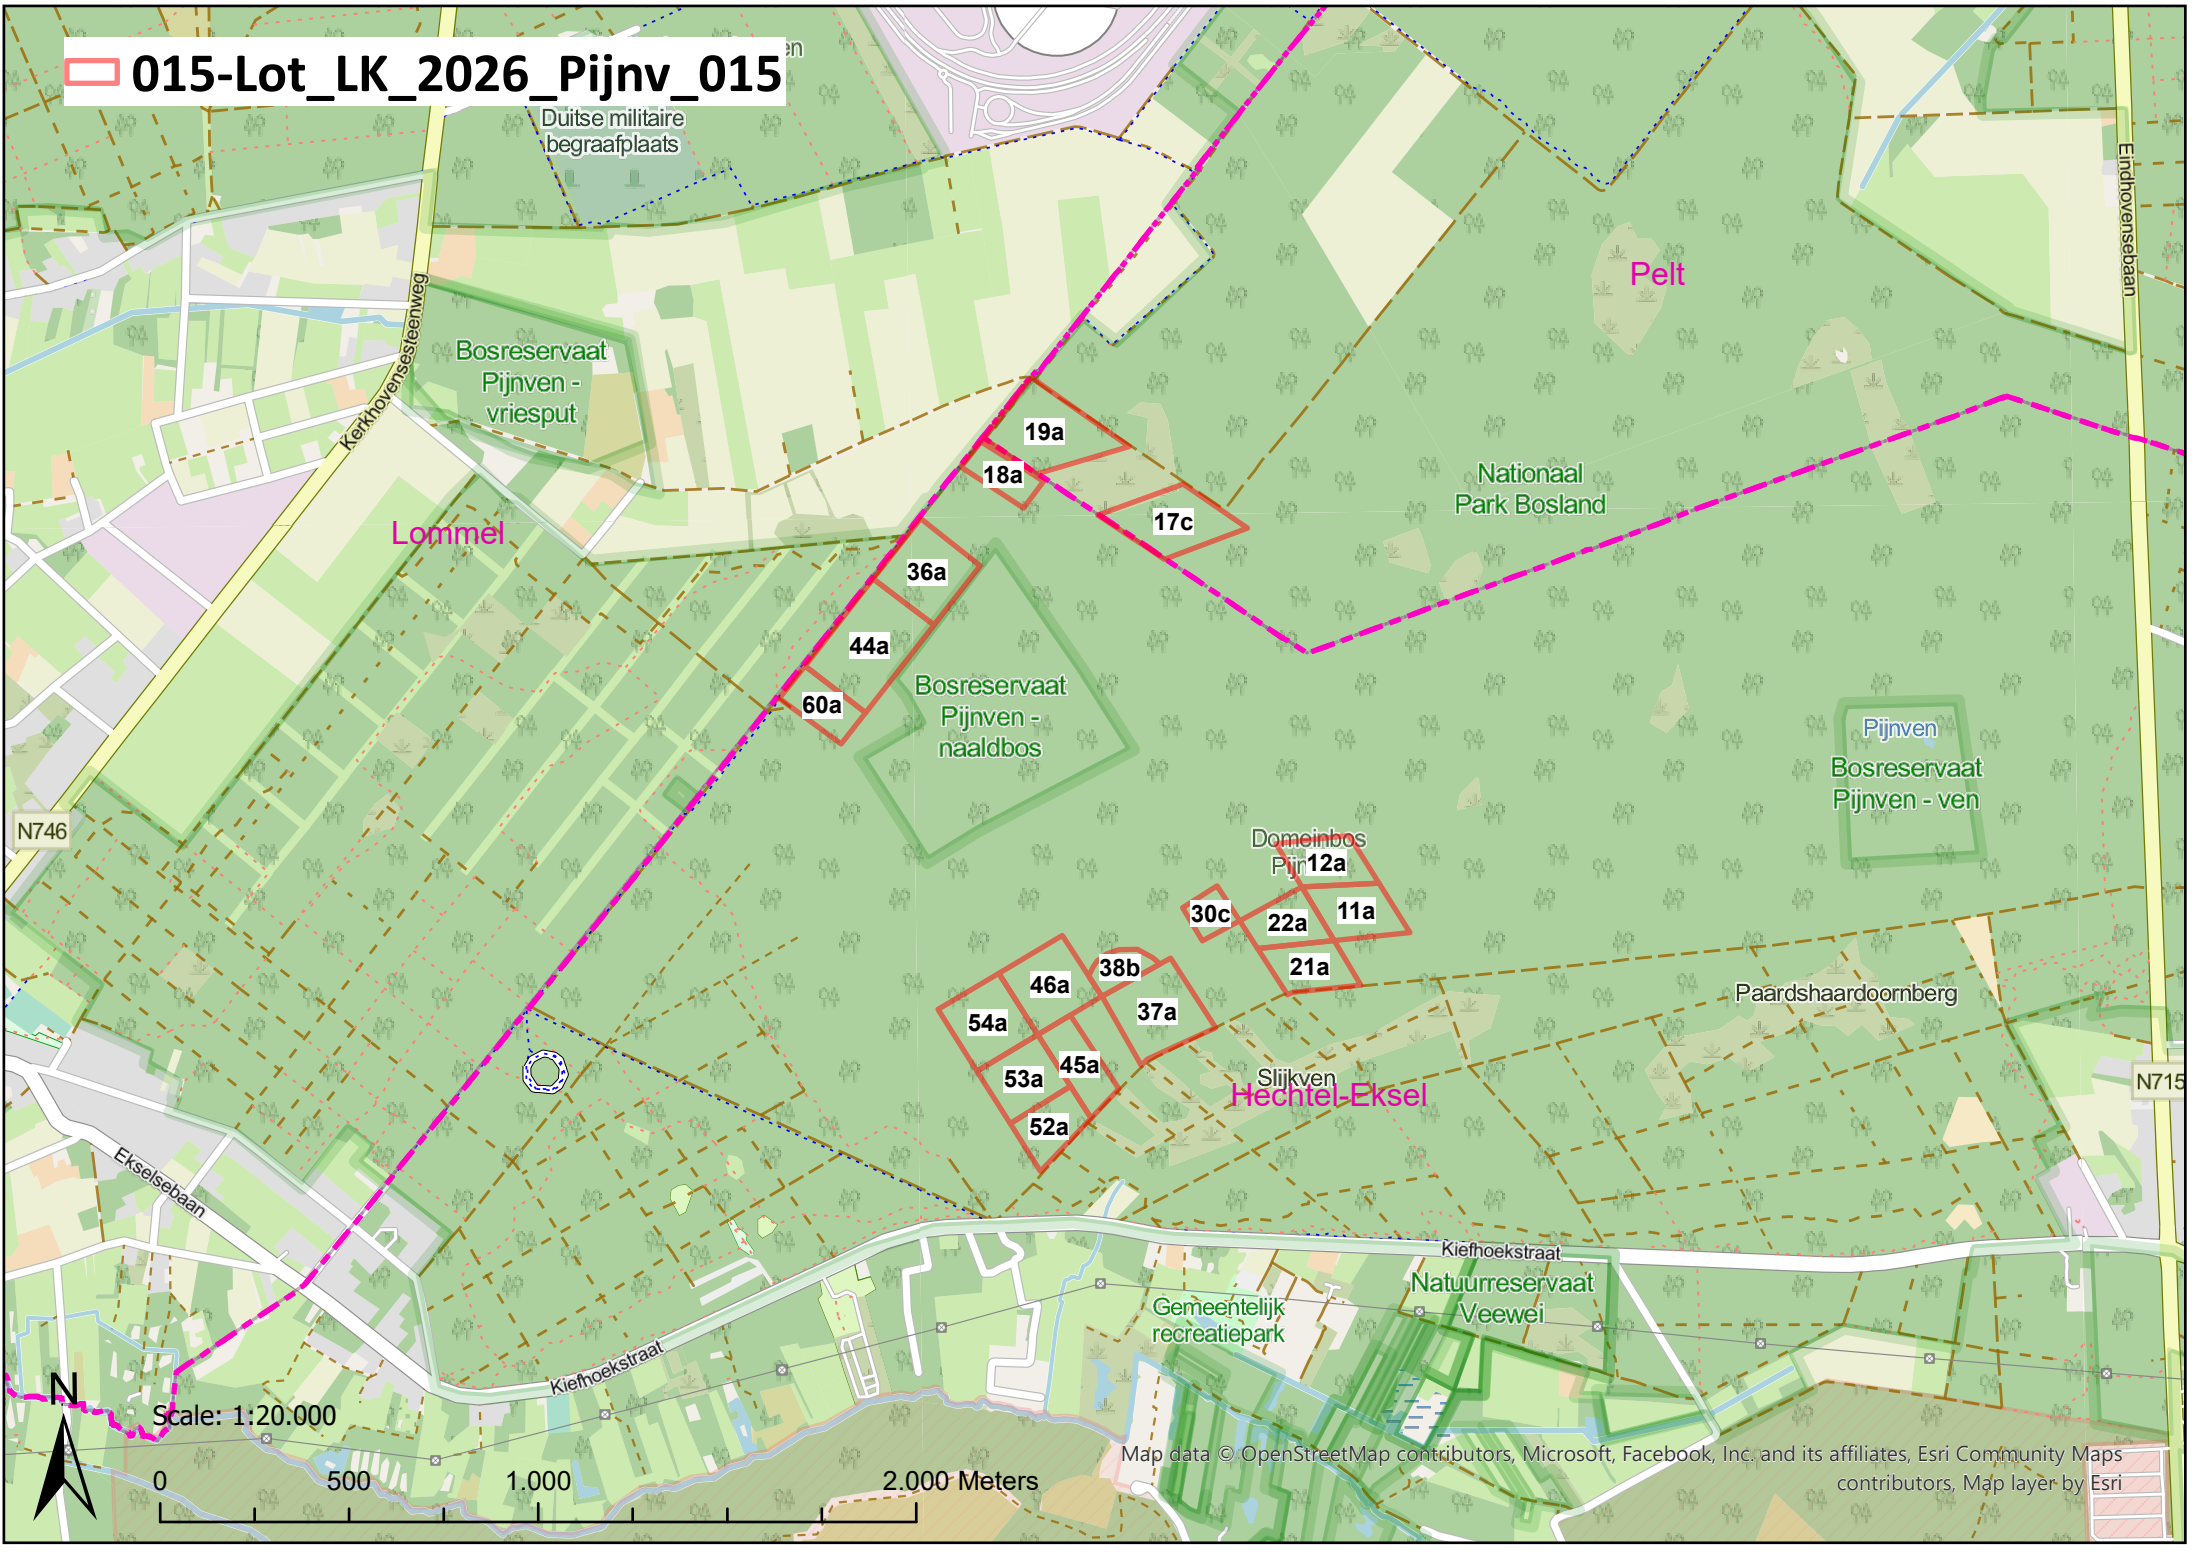 015-Lot_LK_2026_Pijnv_015
en
Duitse militaire
begraafplaats
Eindhovensebaan
Pelt
Kerkhovensesteenweg
Bosreservaat
Pijnven -
vriesput
19a
18a
Nationaal
Park Bosland
17c
Lommel
36a
44a
Bosreservaat
Pijnven -
naaldbos
60a
Pijnven
Bosreservaat
Pijnven - ven
N746
Domeinbos
Pijn
12a
30c
22a
11a
38b
21a
46a
37a
54a
Paardshaardoornberg
45a
53a
Slijkven
Hechtel-Eksel
N715
52a
Ekselsebaan
Kiefhoekstraat
Natuurreservaat
Veewei
Gemeentelijk
recreatiepark
Kiefhoekstraat
N
Scale: 1:20.000
0 500 1.000 2.000 Meters
Map data © OpenStreetMap contributors, Microsoft, Facebook, Inc. and its affiliates, Esri Community Maps
contributors, Map layer by Esri